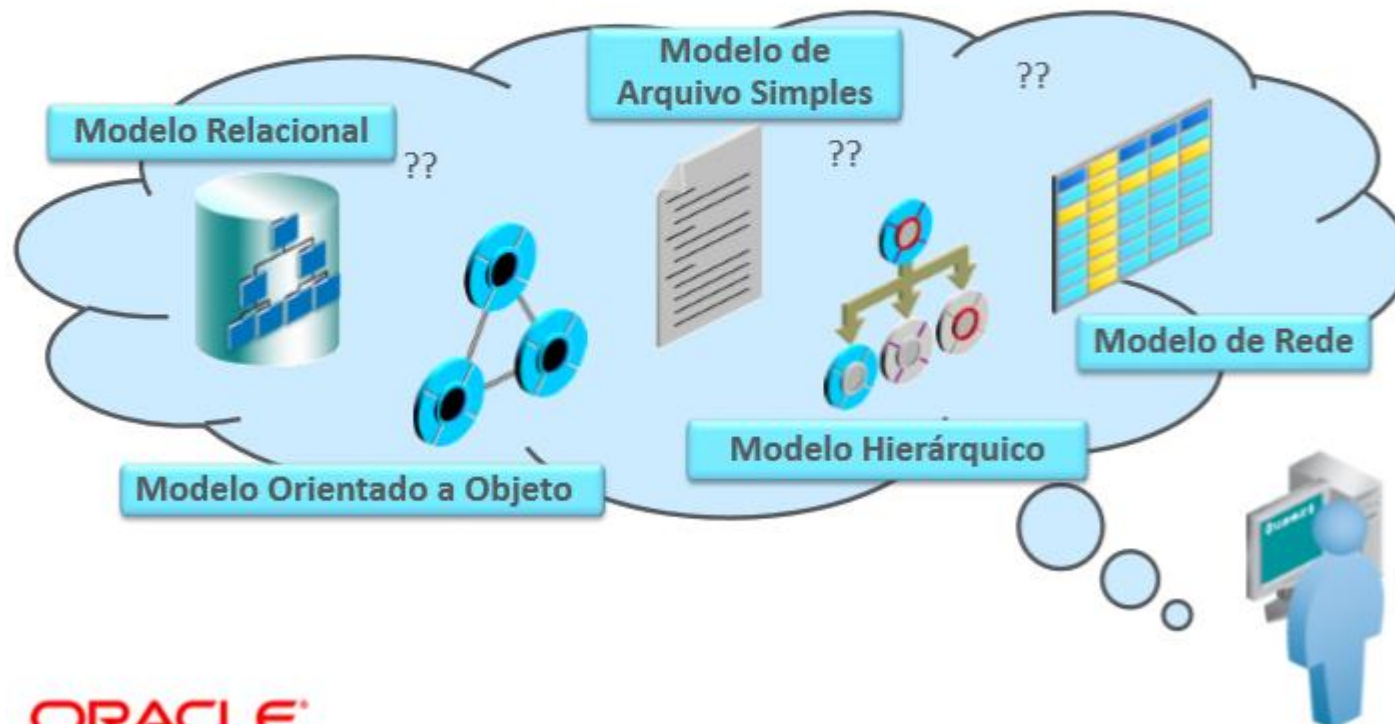 Modelo de
Arquivo Simples
??
Modelo Relacional
??
??
Modelo de Rede
Modelo Hierárquico
Modelo Orientado a Objeto
ORACLE®